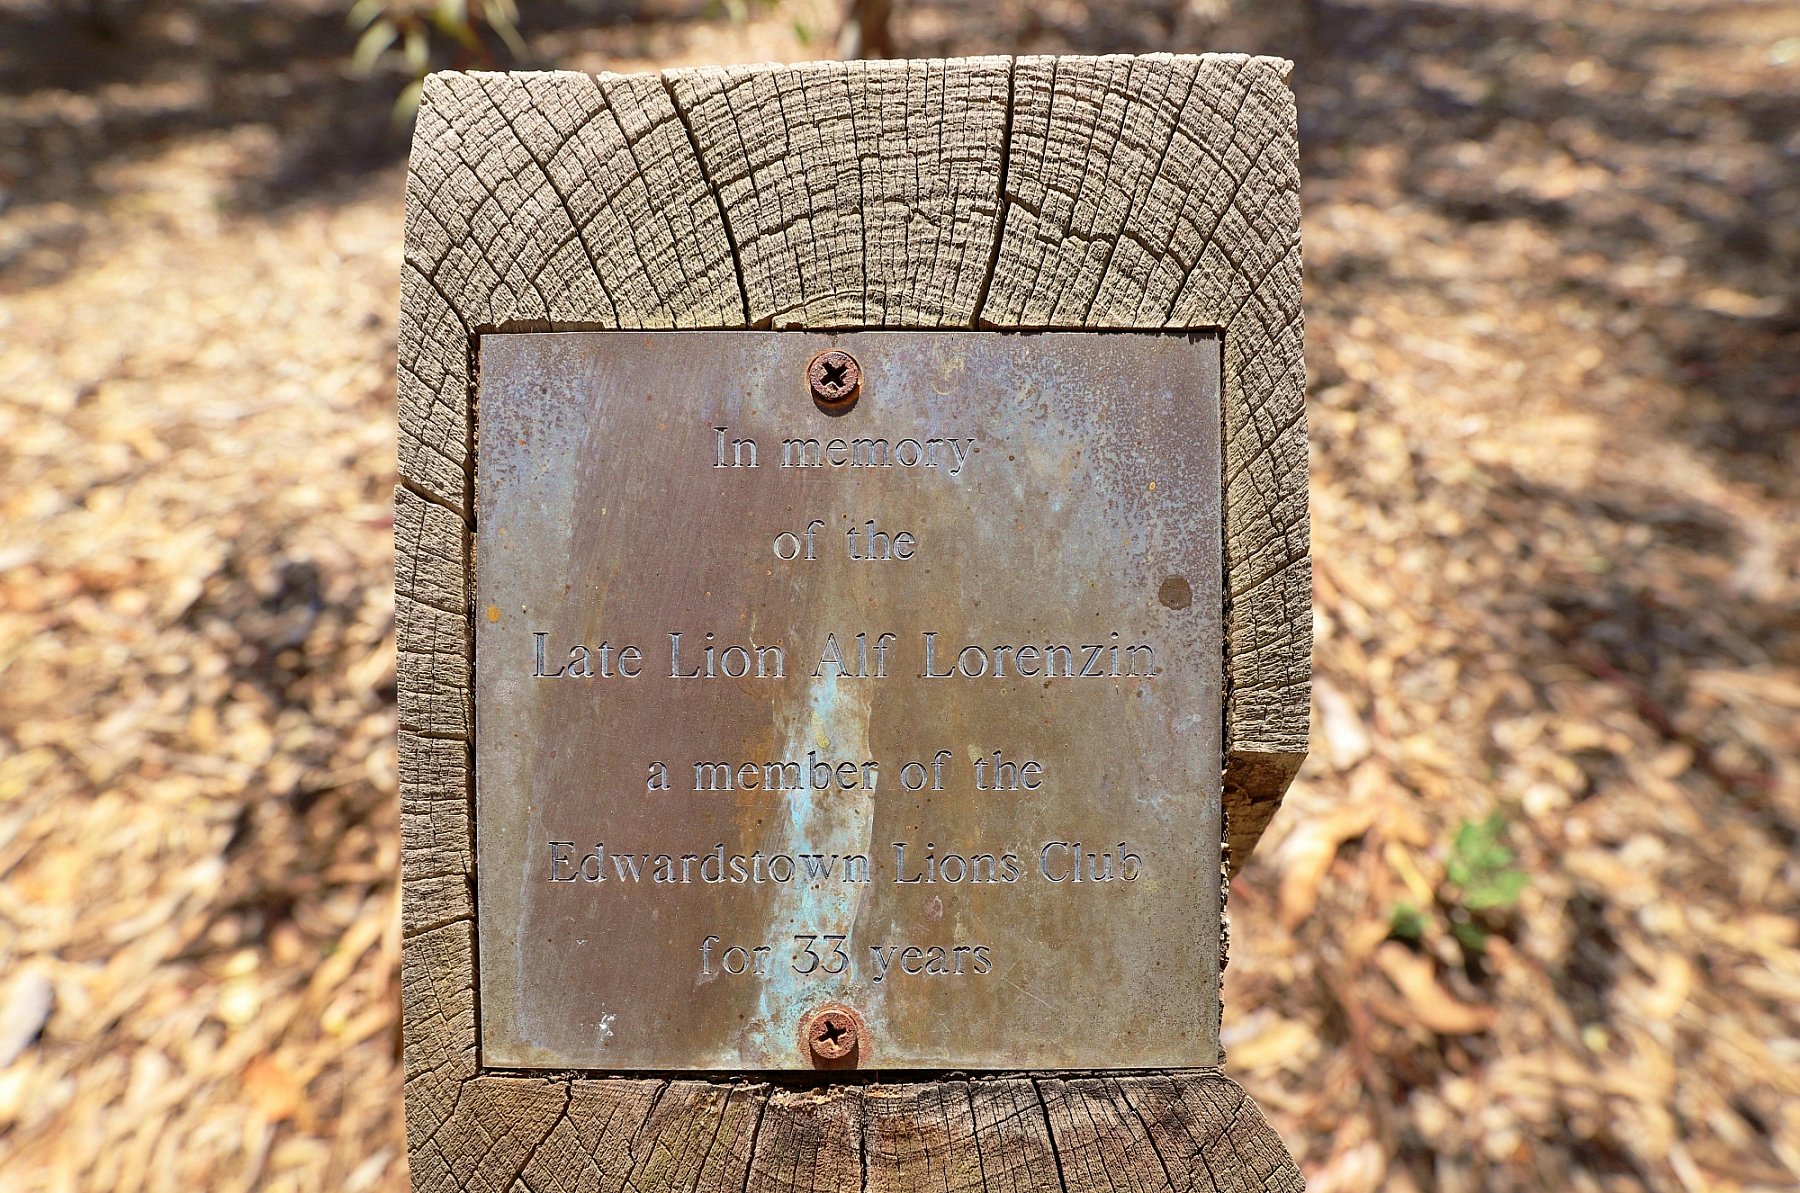 In memory
of the
Late Lion Alf Lorenzin
a member of the
Edwardstown Lions Club
for 33 years